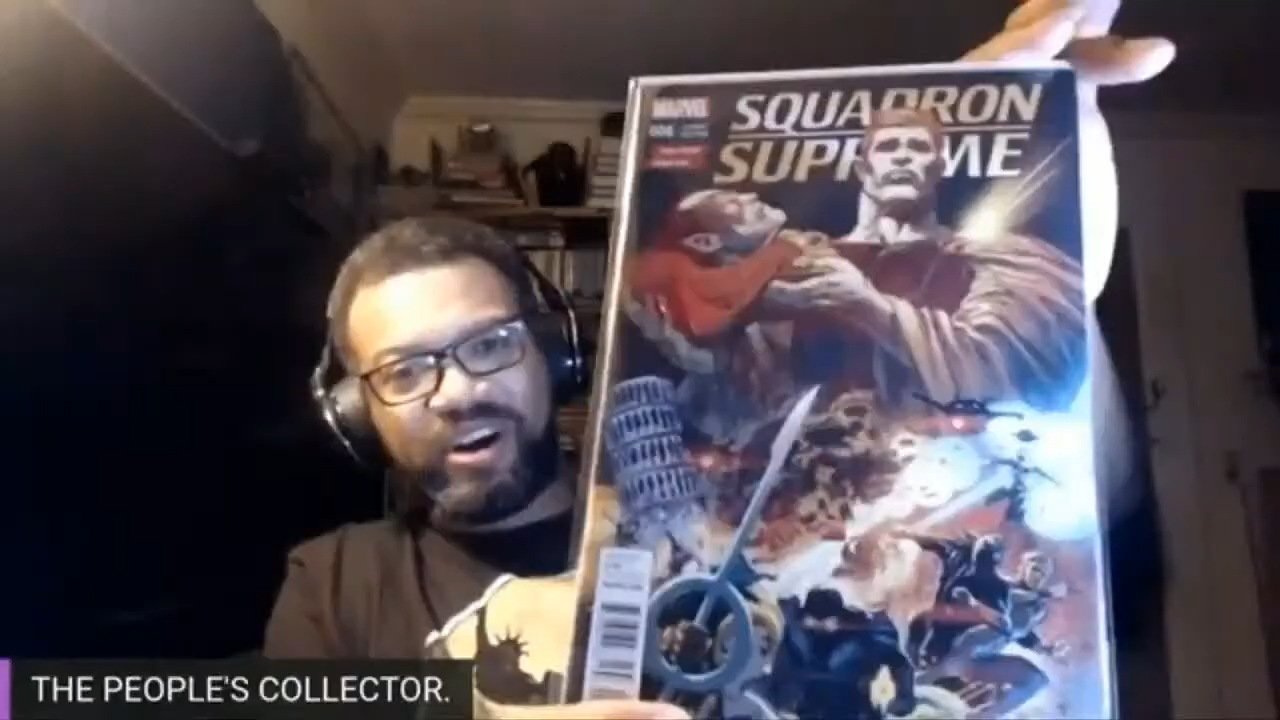 MARVEL
SQUADRON
SUPREME
THE PEOPLE'S COLLECTOR.